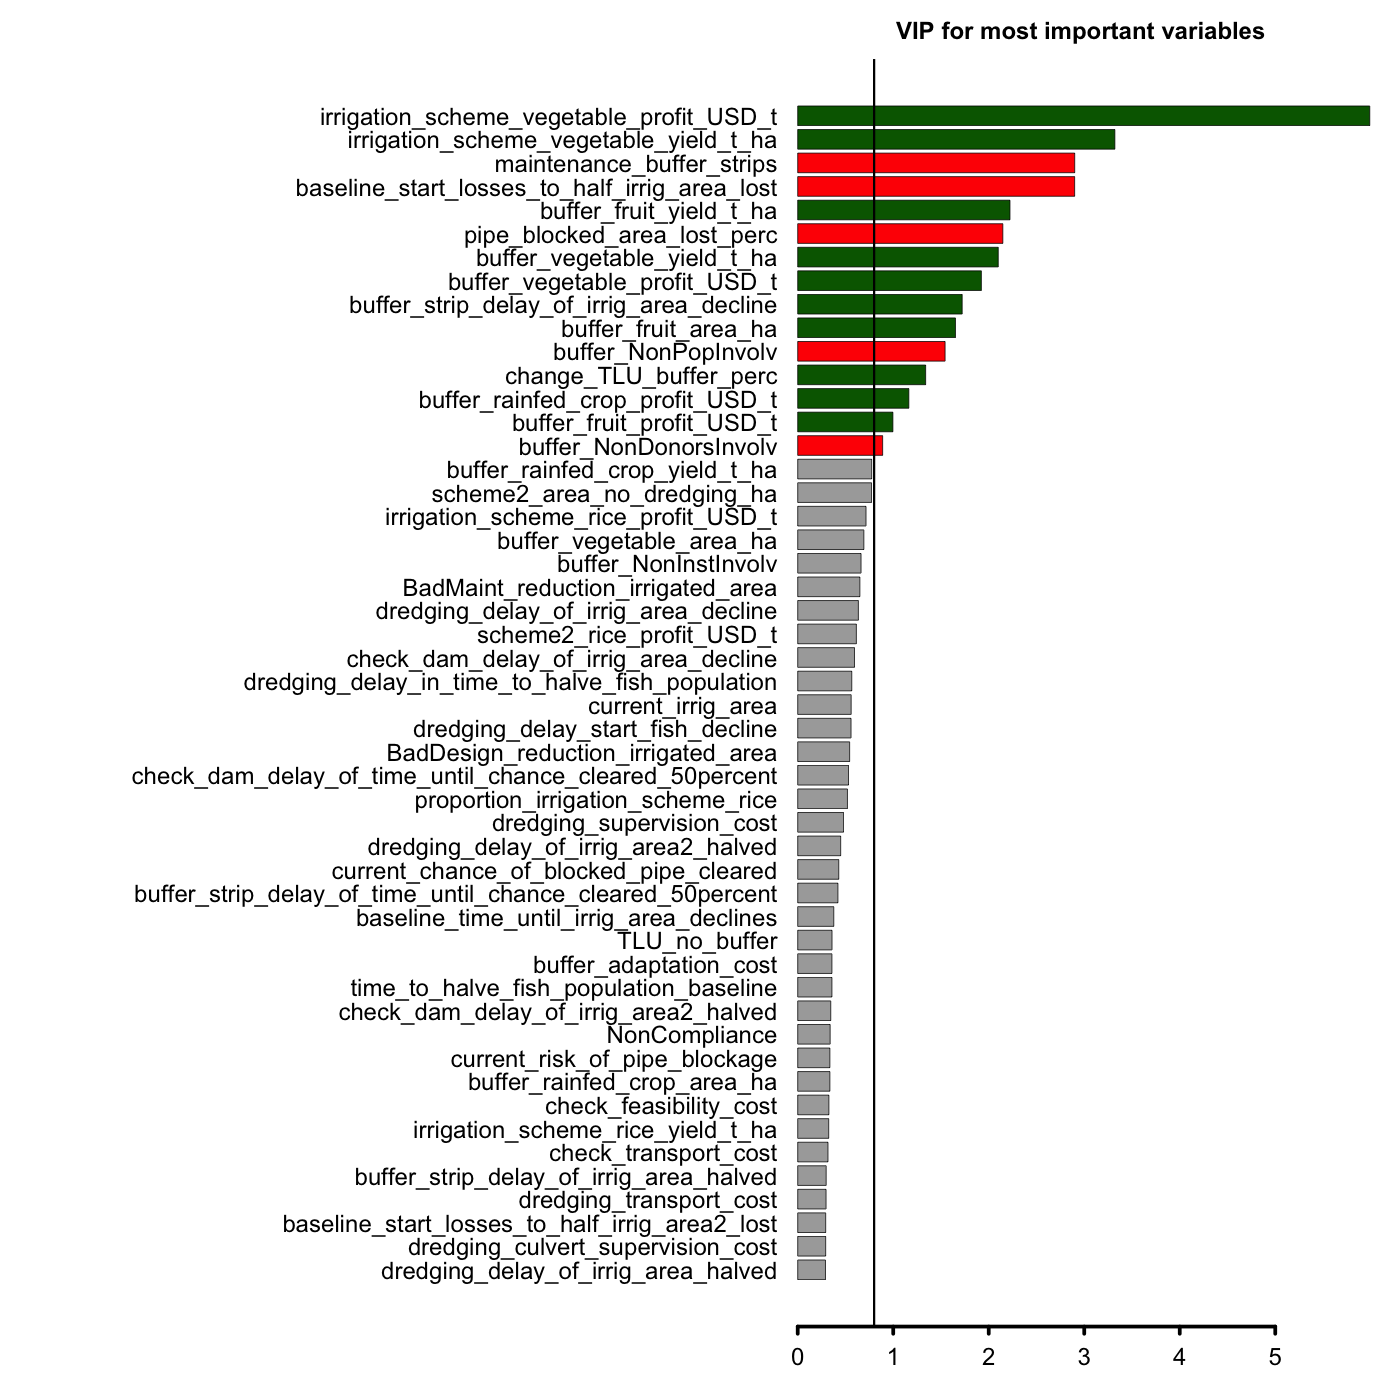 VIP for most important variables
irrigation_scheme_vegetable_profit_USD_t
irrigation_scheme_vegetable_yield_t_ha
maintenance_buffer_strips
baseline_start_losses_to_half_irrig_area_lost
buffer_fruit_yield_t_ha
pipe_blocked_area_lost_perc
buffer_vegetable_yield_t_ha
buffer_vegetable_profit_USD_t
buffer_strip_delay_of_irrig_area_decline
buffer_fruit_area_ha
buffer_NonPopInvolv
change_TLU_buffer_perc
buffer_rainfed_crop_profit_USD_t
buffer_fruit_profit_USD_t
buffer_NonDonorsInvolv
buffer_rainfed_crop_yield_t_ha
scheme2_area_no_dredging_ha
irrigation_scheme_rice_profit_USD_t
buffer_vegetable_area_ha
buffer_NonInstInvolv
BadMaint_reduction_irrigated_area
dredging_delay_of_irrig_area_decline
scheme2_rice_profit_USD_t
check_dam_delay_of_irrig_area_decline
dredging_delay_in_time_to_halve_fish_population
current_irrig_area
dredging_delay_start_fish_decline
BadDesign_reduction_irrigated_area
check_dam_delay_of_time_until_chance_cleared_50percent
proportion_irrigation_scheme_rice
dredging_supervision_cost
dredging_delay_of_irrig_area2_halved
current_chance_of_blocked_pipe_cleared
buffer_strip_delay_of_time_until_chance_cleared_50percent
baseline_time_until_irrig_area_declines
TLU_no_buffer
buffer_adaptation_cost
time_to_halve_fish_population_baseline
check_dam_delay_of_irrig_area2_halved
NonCompliance
current_risk_of_pipe_blockage
buffer_rainfed_crop_area_ha
check_feasibility_cost
irrigation_scheme_rice_yield_t_ha
check_transport_cost
buffer_strip_delay_of_irrig_area_halved
dredging_transport_cost
baseline_start_losses_to_half_irrig_area2_lost
dredging_culvert_supervision_cost
dredging_delay_of_irrig_area_halved
0 1 2 3 4 5